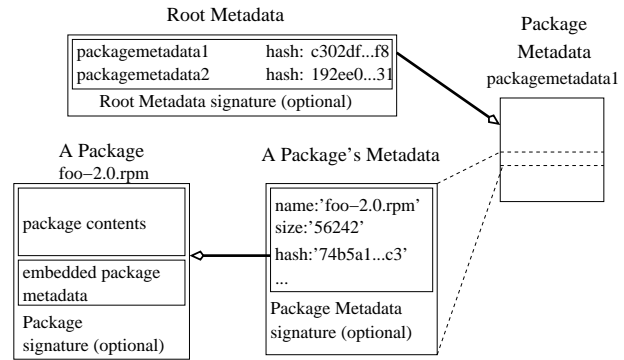 Root Metadata
packagemetadata1 hash: c302df...f8
packagemetadata2 hash: 192ee0...31
Root Metadata signature (optional)
Package
Metadata
packagemetadata1
A Package
foo−2.0.rpm
package contents
embedded package
metadata
Package
signature (optional)
A Package's Metadata
name:'foo−2.0.rpm'
size:'56242'
hash:'74b5a1...c3'
...
Package Metadata
signature (optional)